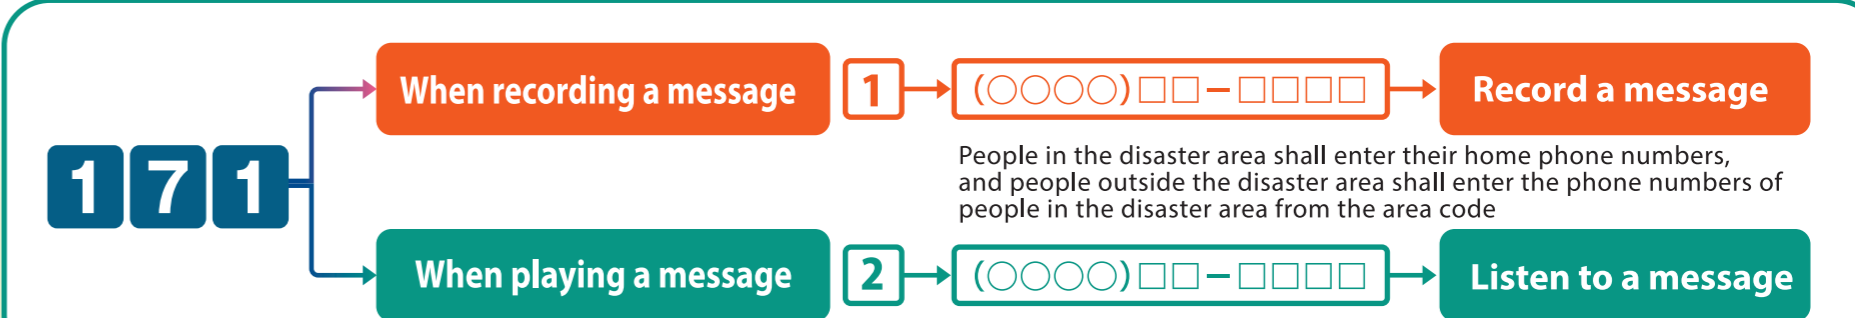 171
When recording a message 1 (○○○○)□□-□□□□ Record a message
People in the disaster area shall enter their home phone numbers,
and people outside the disaster area shall enter the phone numbers of
people in the disaster area from the area code
When playing a message 2 (○○○○)□□-□□□□ Listen to a message